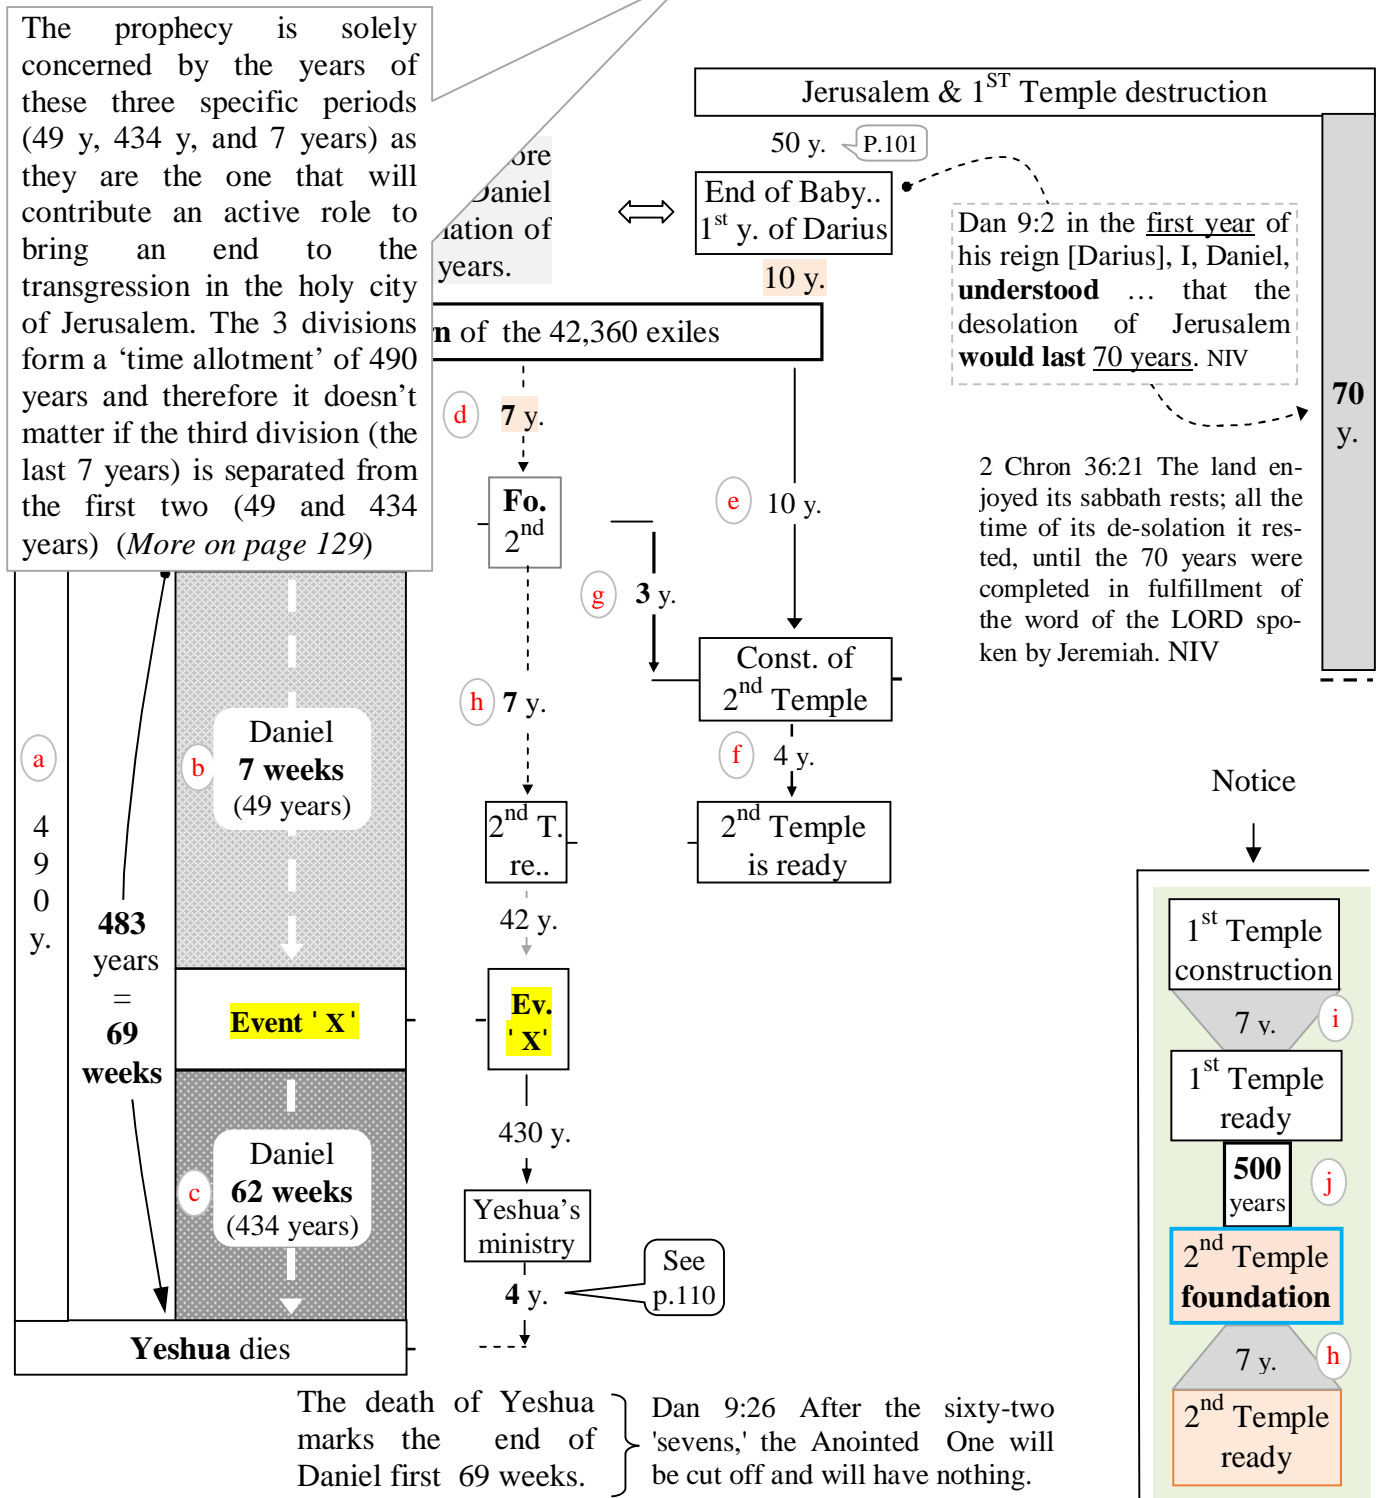 The prophecy is solely
concerned by the years of
these three specific periods
(49 y, 434 y, and 7 years) as
they are the one that will
contribute an active role to
bring an end to the
transgression in the holy city
of Jerusalem. The 3 divisions
form a ‘time allotment’ of 490
years and therefore it doesn’t
matter if the third division (the
last 7 years) is separated from
the first two (49 and 434
years) (More on page 129)
Jerusalem & 1ST Temple destruction
50 y.
P.101
ore
Daniel
ation of
years.
End of Baby..
1st y. of Darius
10 y.
Dan 9:2 in the first year of
his reign [Darius], I, Daniel,
understood … that the
desolation of Jerusalem
would last 70 years. NIV
70
y.
n of the 42,360 exiles
d
7 y.
e
10 y.
Fo.
2nd
g
3 y.
2 Chron 36:21 The land en-
joyed its sabbath rests; all the
time of its de-solation it res-
ted, until the 70 years were
completed in fulfillment of
the word of the LORD spo-
ken by Jeremiah. NIV
Const. of
2nd Temple
h
7 y.
f
4 y.
2nd T.
re..
2nd Temple
is ready
a
4
9
0
y.
b
Daniel
7 weeks
(49 years)
483
years
=
69
weeks
42 y.
Event ' X'
Ev.
' X'
430 y.
c
Daniel
62 weeks
(434 years)
Yeshua’s
ministry
4 y.
See
p.110
Yeshua dies
Notice
1st Temple
construction
7 y.
i
1st Temple
ready
500
years
j
2nd Temple
foundation
7 y.
h
2nd Temple
ready
The death of Yeshua
marks the end of
Daniel first 69 weeks.
Dan 9:26 After the sixty-two
'sevens,' the Anointed One will
be cut off and will have nothing.